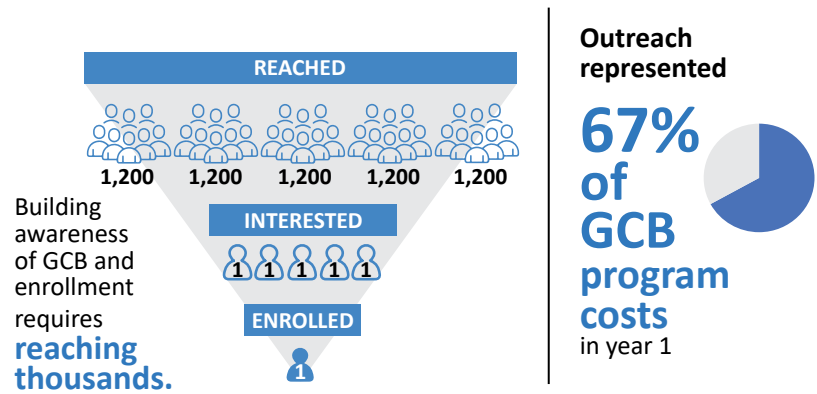 REACHED
1,200 1,200 1,200 1,200 1,200
Building
awareness
of GCB and
enrollment
requires
reaching
thousands.
INTERESTED
1 1 1 1 1
ENROLLED
1
Outreach
represented
67%
of
GCB
program
costs
in year 1